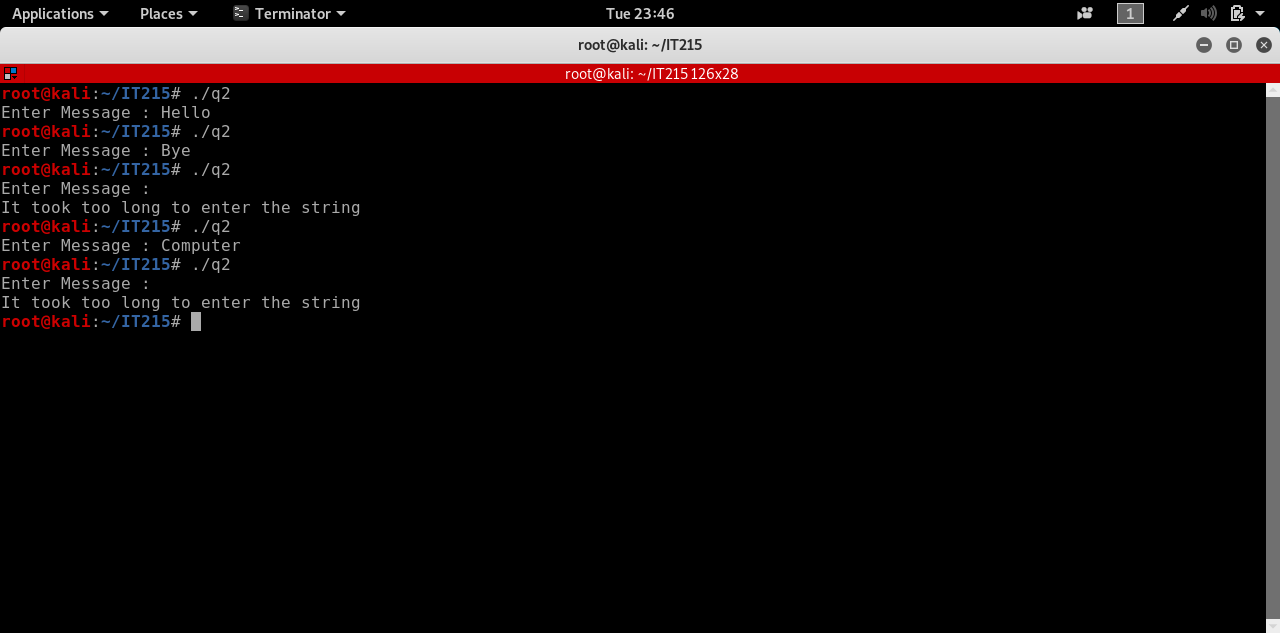 Applications Places Terminator Tue 23:46 1
root@kali: ~/IT215
root@kali: ~/IT215 126x28
root@kali:~/IT215# ./q2
Enter Message : Hello
root@kali:~/IT215# ./q2
Enter Message : Bye
root@kali:~/IT215# ./q2
Enter Message :
It took too long to enter the string
root@kali:~/IT215# ./q2
Enter Message : Computer
root@kali:~/IT215# ./q2
Enter Message :
It took too long to enter the string
root@kali:~/IT215#